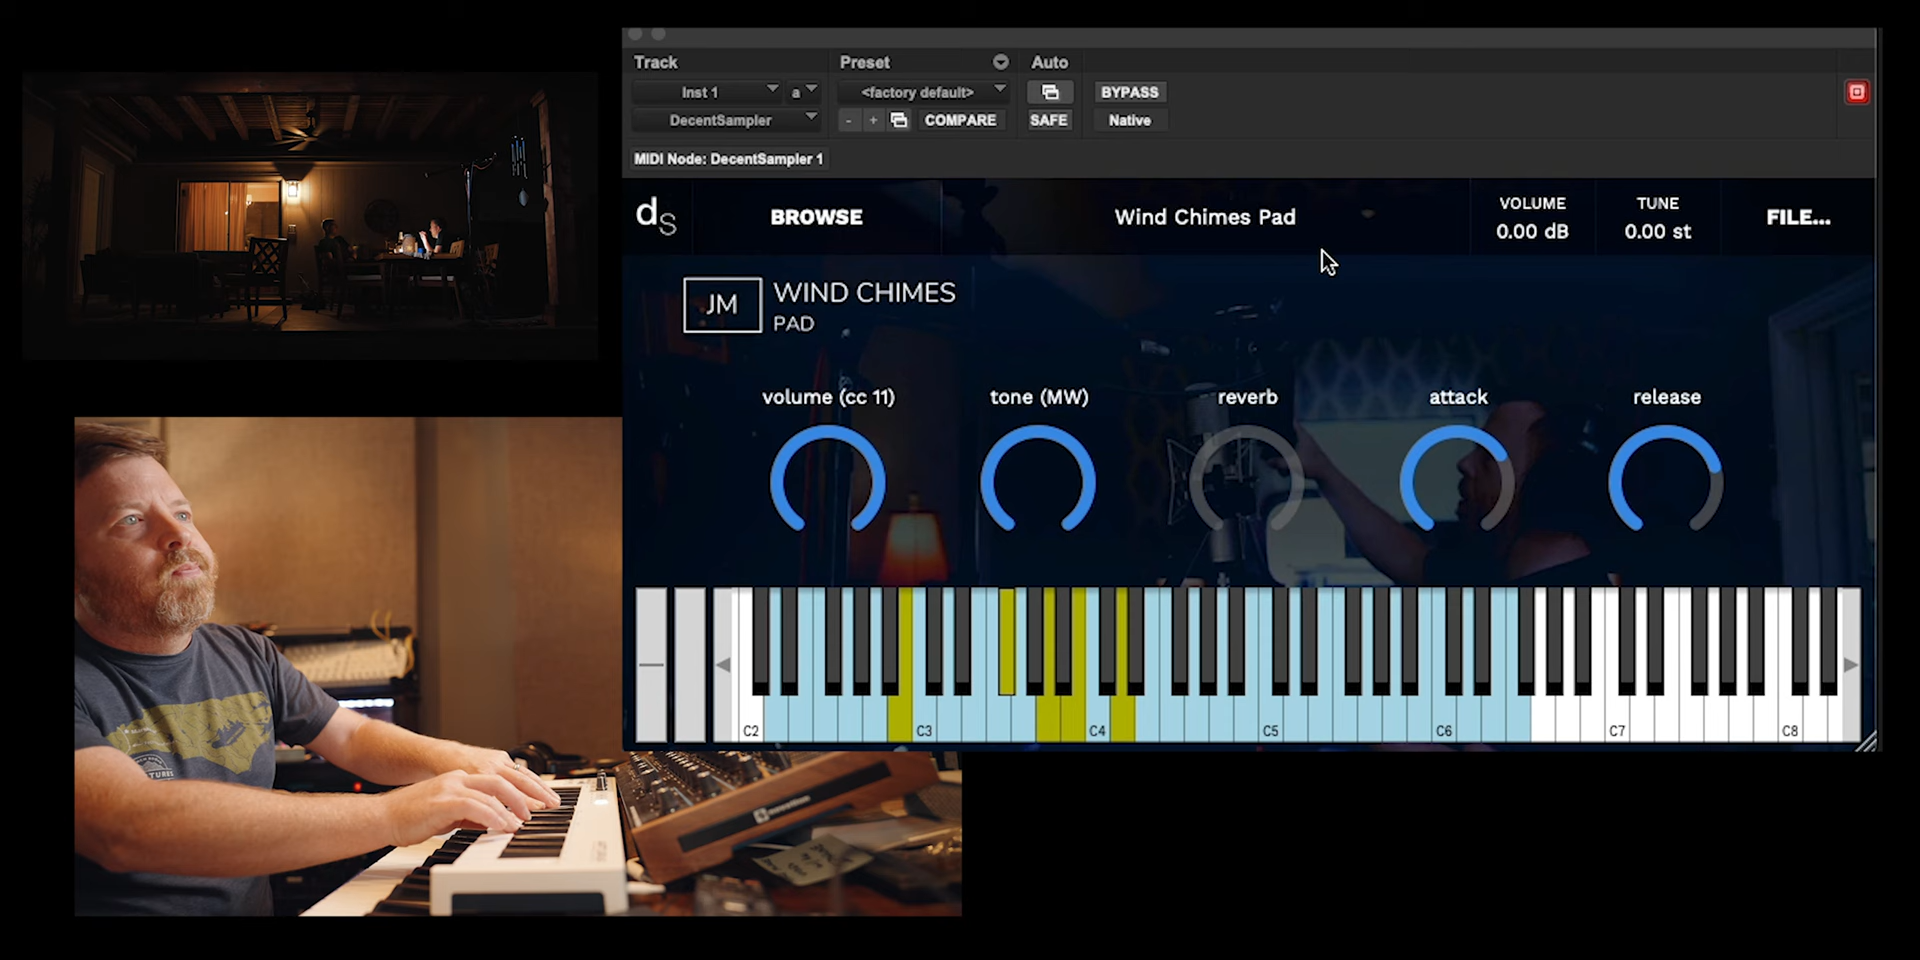 Track
Preset
Auto
Inst 1
a
<factory default>
BYPASS
DecentSampler
-
+
COMPARE
SAFE
Native
MIDI Node: DecentSampler 1
ds
BROWSE
Wind Chimes Pad
VOLUME
0.00 dB
TUNE
0.00 st
FILE...
JM
WIND CHIMES
PAD
volume (cc 11)
tone (MW)
reverb
attack
release
C2
C3
C4
C5
C6
C7
C8